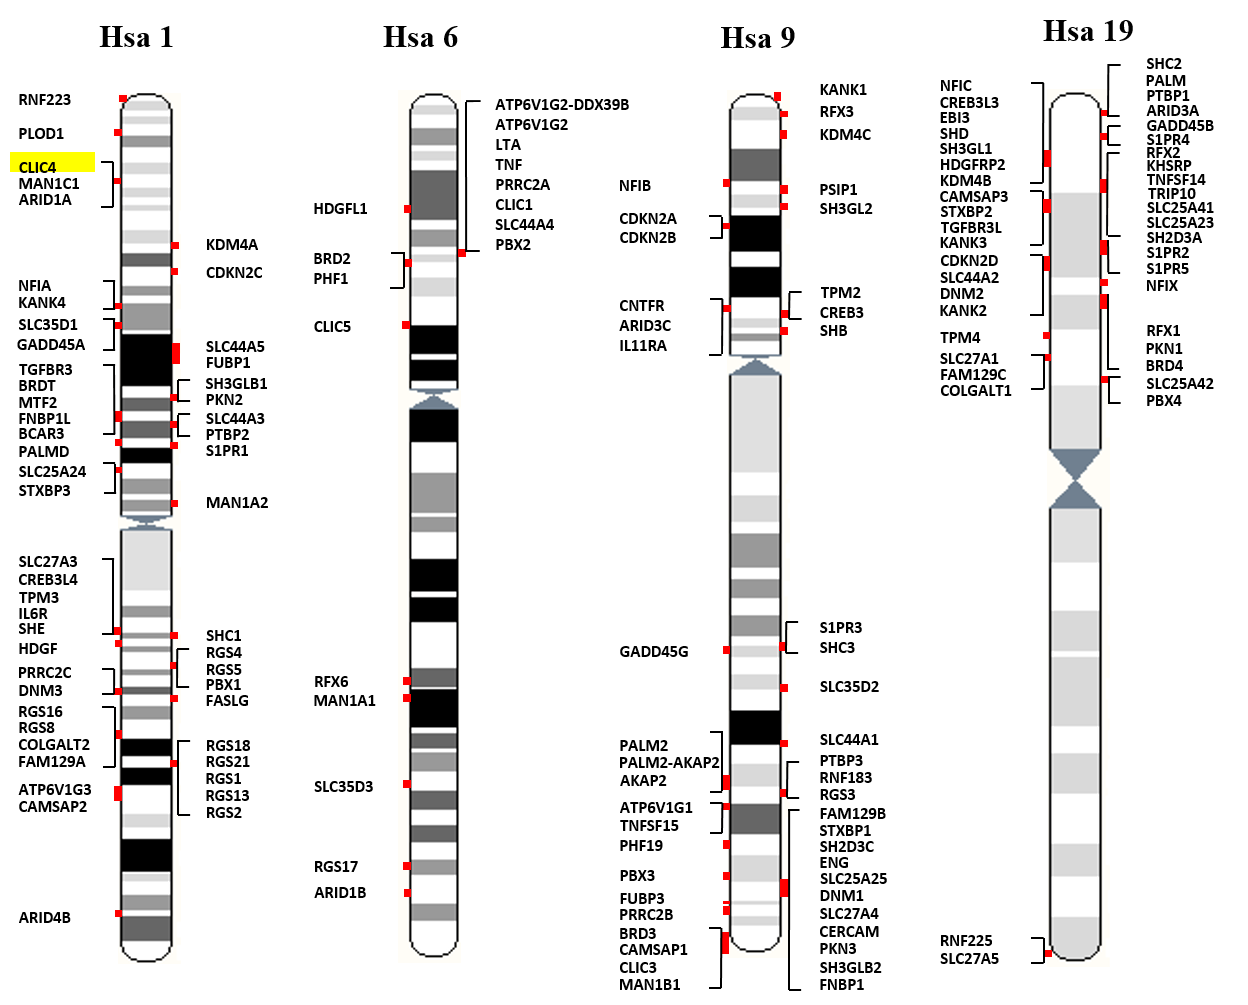 Hsa 1
RNF223
PLOD1
CLIC4
MAN1C1
ARID1A
NFIA
KANK4
SLC35D1
GADD45A
TGFBR3
BRDT
MTF2
FNBP1L
BCAR3
PALMD
SLC25A24
STXBP3
SLC27A3
CREB3L4
TPM3
IL6R
SHE
HDGF
PRRC2C
DNM3
RGS16
RGS8
COLGALT2
FAM129A
ATP6V1G3
CAMSAP2
ARID4B
KDM4A
CDKN2C
SLC44A5
FUBP1
SH3GLB1
PKN2
SLC44A3
PTBP2
S1PR1
MAN1A2
SHC1
RGS4
RGS5
PBX1
FASLG
RGS18
RGS21
RGS1
RGS13
RGS2
Hsa 6
HDGFL1
BRD2
PHF1
CLIC5
RFX6
MAN1A1
SLC35D3
RGS17
ARID1B
ATP6V1G2-DDX39B
ATP6V1G2
LTA
TNF
PRRC2A
CLIC1
SLC44A4
PBX2
Hsa 9
NFIB
CDKN2A
CDKN2B
CNTFR
ARID3C
IL11RA
GADD45G
PALM2
PALM2-AKAP2
AKAP2
ATP6V1G1
TNFSF15
PHF19
PBX3
FUBP3
PRRC2B
BRD3
CAMSAP1
CLIC3
MAN1B1
KANK1
RFX3
KDM4C
PSIP1
SH3GL2
TPM2
CREB3
SHB
S1PR3
SHC3
SLC35D2
SLC44A1
PTBP3
RNF183
RGS3
FAM129B
STXBP1
SH2D3C
ENG
SLC25A25
DNM1
SLC27A4
CERCAM
PKN3
SH3GLB2
FNBP1
Hsa 19
NFIC
CREB3L3
EBI3
SHD
SH3GL1
HDGFRP2
KDM4B
CAMSAP3
STXBP2
TGFBR3L
KANK3
CDKN2D
SLC44A2
DNM2
KANK2
TPM4
SLC27A1
FAM129C
COLGALT1
RNF225
SLC27A5
SHC2
PALM
PTBP1
ARID3A
GADD45B
S1PR4
RFX2
KHSRP
TNFSF14
TRIP10
SLC25A41
SLC25A23
SH2D3A
S1PR2
S1PR5
NFIX
RFX1
PKN1
BRD4
SLC25A42
PBX4